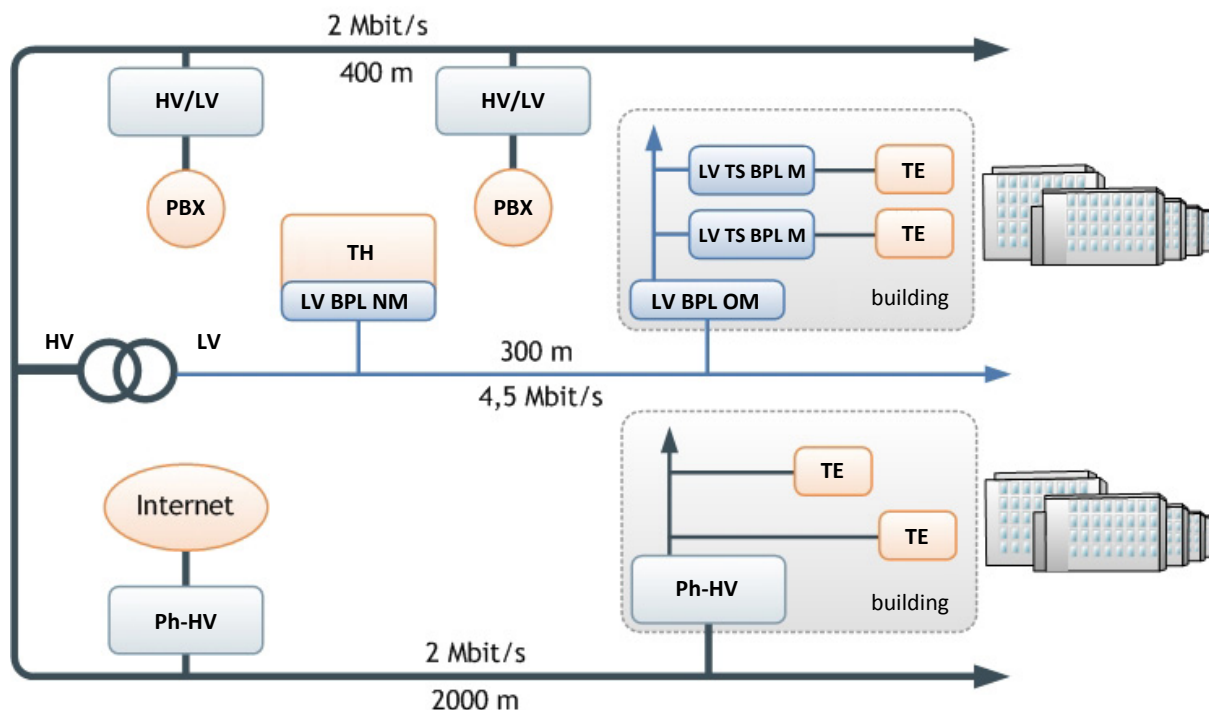 2 Mbit/s
400 m
HV/LV
HV/LV
PBX
PBX
LV TS BPL M
TE
LV TS BPL M
TE
TH
LV BPL NM
LV BPL OM
building
HV
LV
300 m
4,5 Mbit/s
TE
TE
Internet
Ph-HV
Ph-HV
building
2 Mbit/s
2000 m